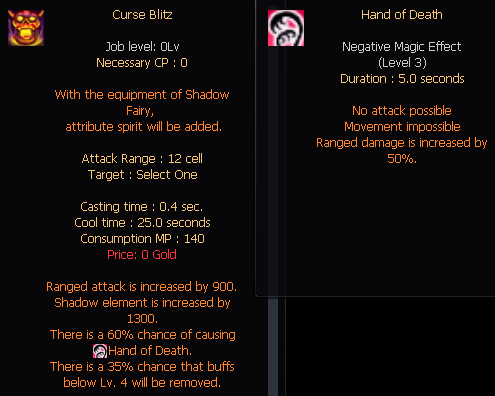 Curse Blitz
Job level: 0Lv
Necessary CP : 0
With the equipment of Shadow
Fairy,
attribute spirit will be added.
Attack Range : 12 cell
Target : Select One
Casting time : 0.4 sec.
Cool time : 25.0 seconds
Consumption MP : 140
Price: 0 Gold
Ranged attack is increased by 900.
Shadow element is increased by
1300.
There is a 60% chance of causing
Hand of Death.
There is a 35% chance that buffs
below Lv. 4 will be removed.
Hand of Death
Negative Magic Effect
(Level 3)
Duration : 5.0 seconds
No attack possible
Movement impossible
Ranged damage is increased by
50%.